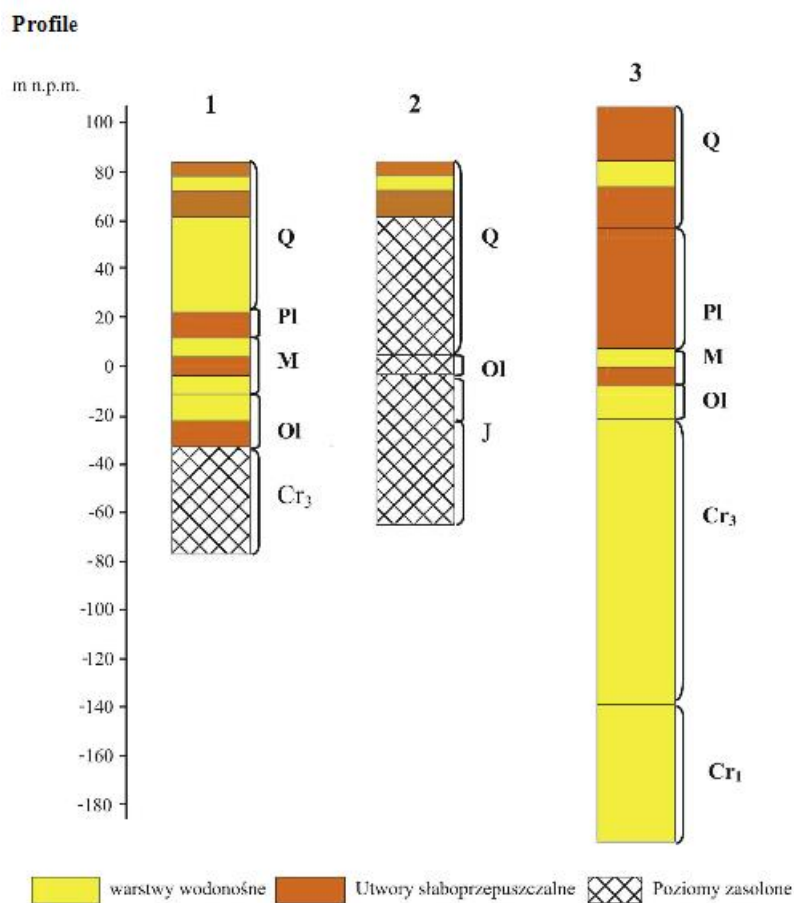 Profile
m n.p.m.
1
2
3
100
80
60
40
20
0
-20
-40
-60
-80
-100
-120
-140
-160
-180
Q
Pl
M
Ol
Cr₃
Q
Ol
J
Q
Pl
M
Ol
Cr₃
Cr₁
warstwy wodonośne
Utwory słaboprzepuszczalne
Poziomy zasolone